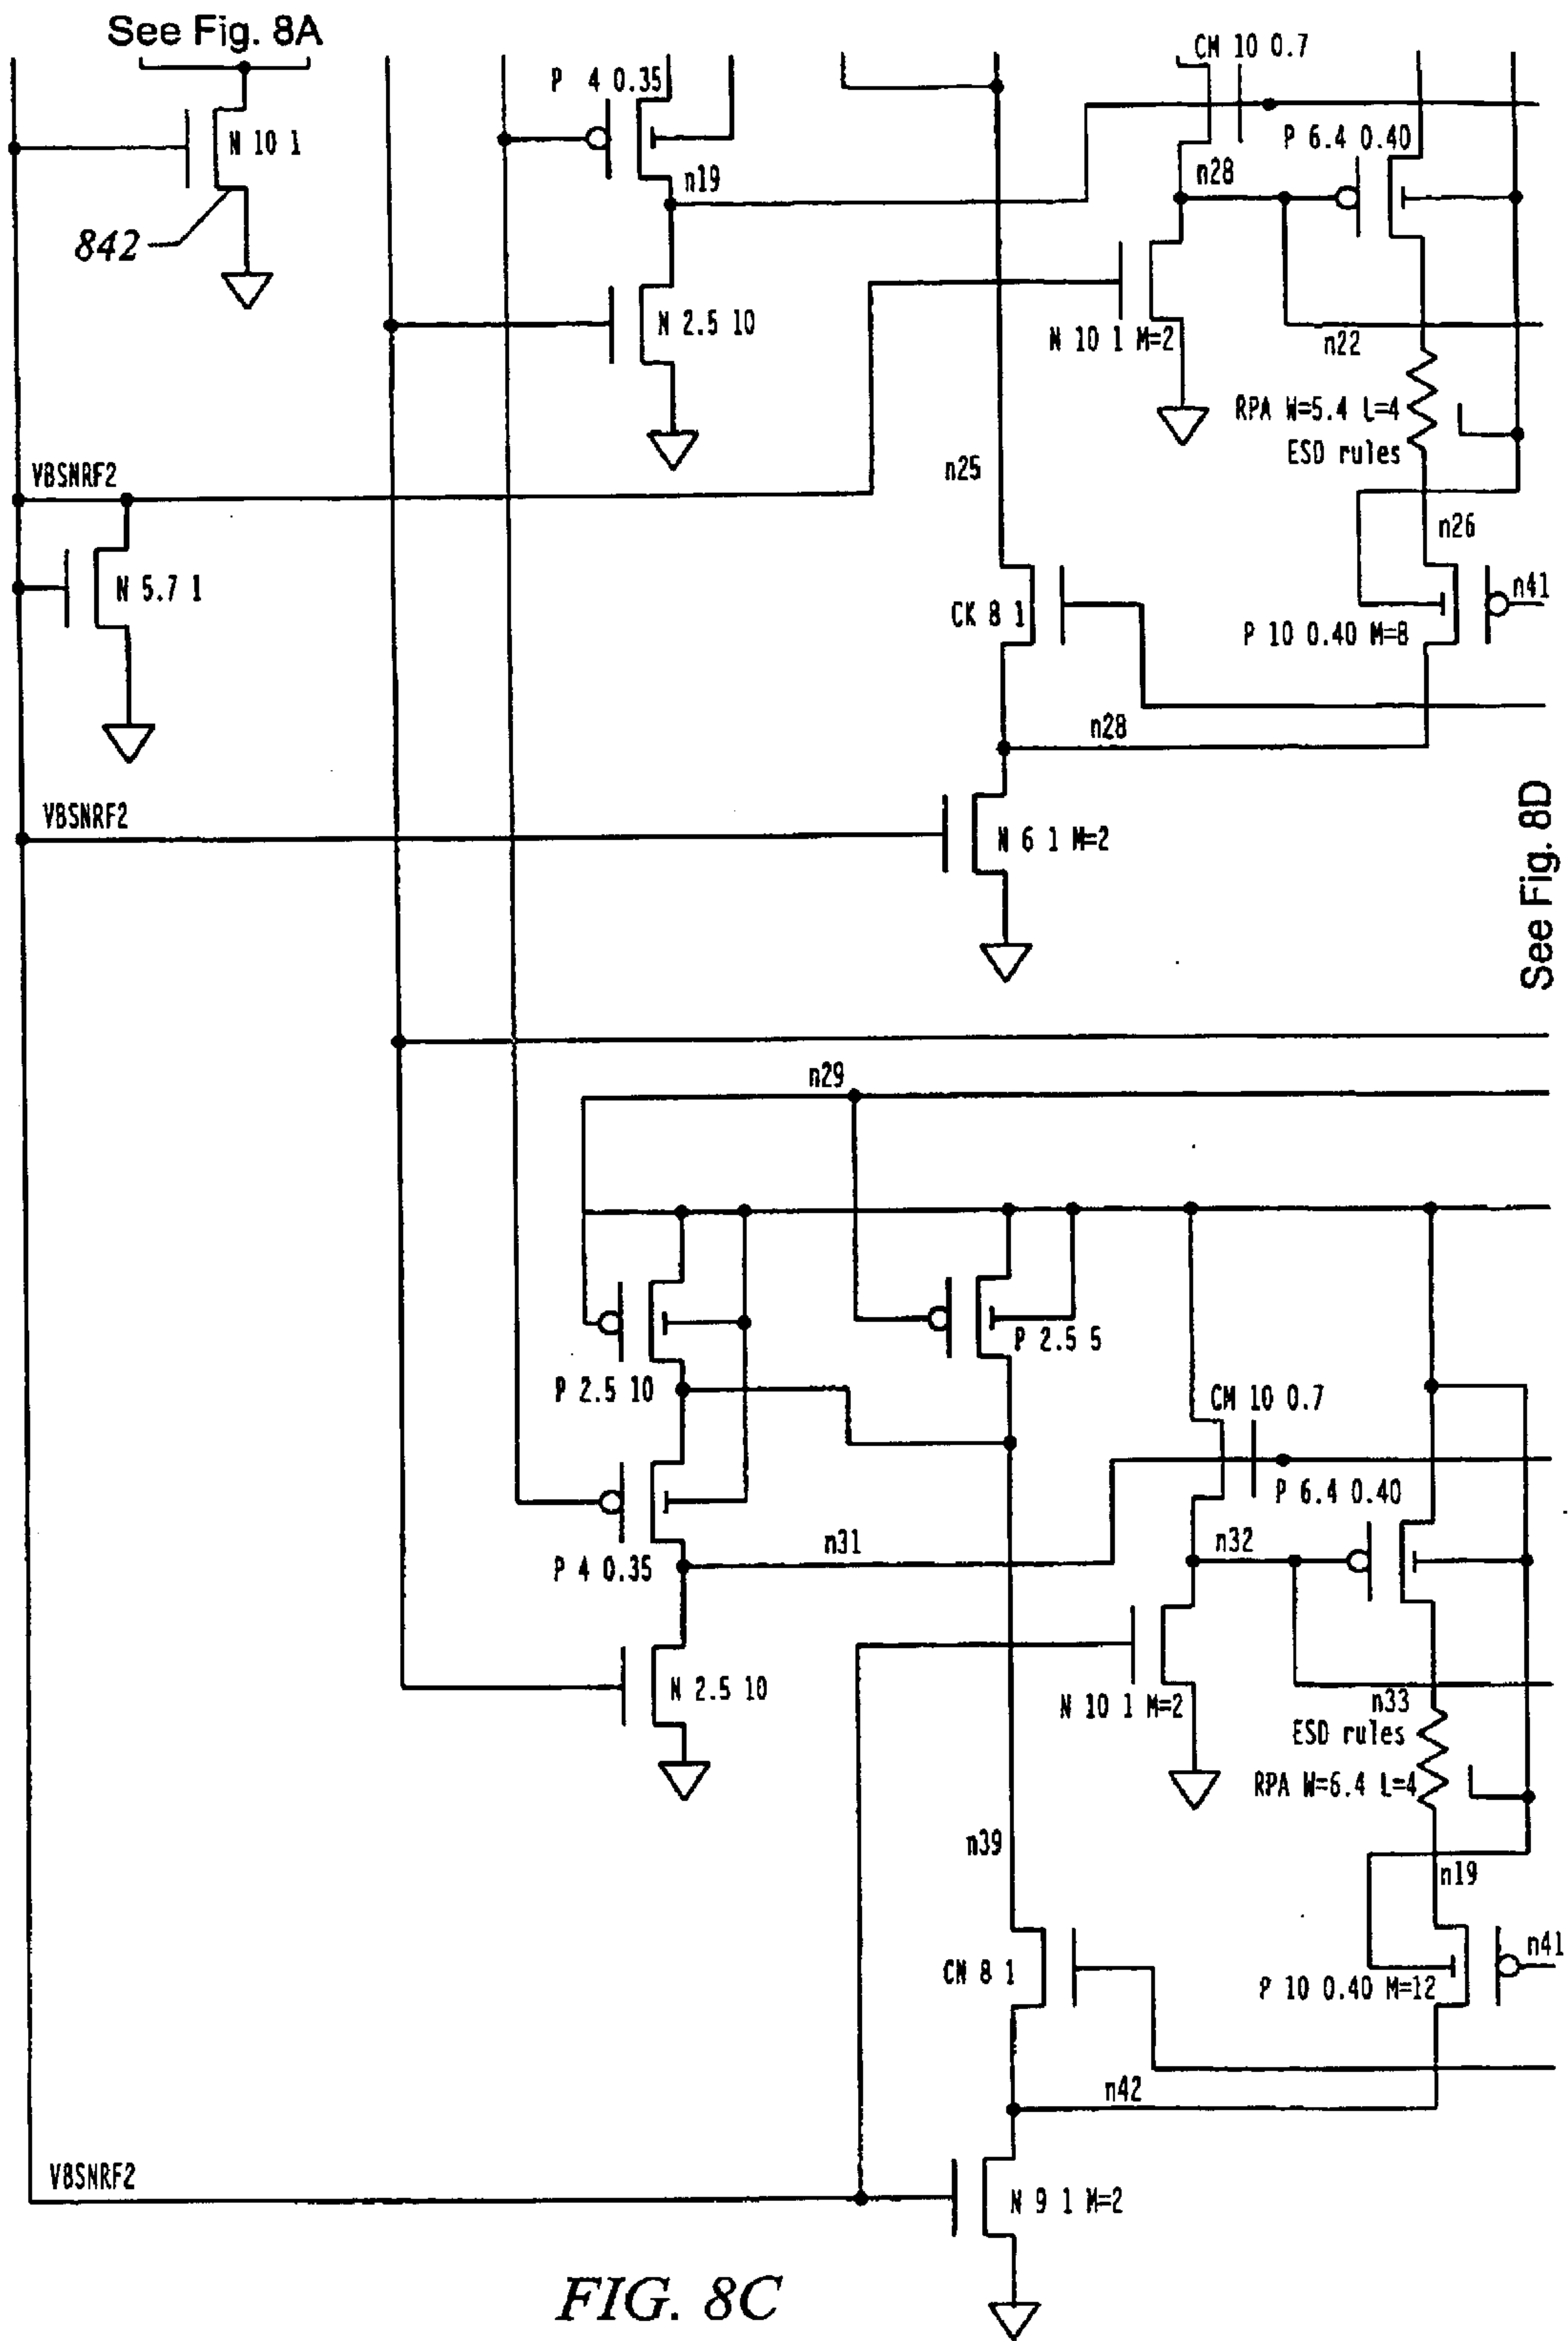 See Fig. 8A
CM 10 0.7
P 4 0.35
N 10 1
P 6.4 0.40
n19
n28
842
N 2.5 10
N 10 1 M=2
n22
RPA W=5.4 L=4
ESD rules
VBSNRF2
n25
n26
N 5.7 1
CK 8 1
n41
P 10 0.40 M=8
n28
VBSNRF2
N 6 1 M=2
See Fig. 8D
n29
P 2.5 5
P 2.5 10
CM 10 0.7
P 6.4 0.40
n31
n32
P 4 0.35
N 2.5 10
N 10 1 M=2
n33
ESD rules
RPA W=6.4 L=4
n39
n19
n41
CN 8 1
P 10 0.40 M=12
n42
VBSNRF2
N 9 1 M=2
FIG. 8C